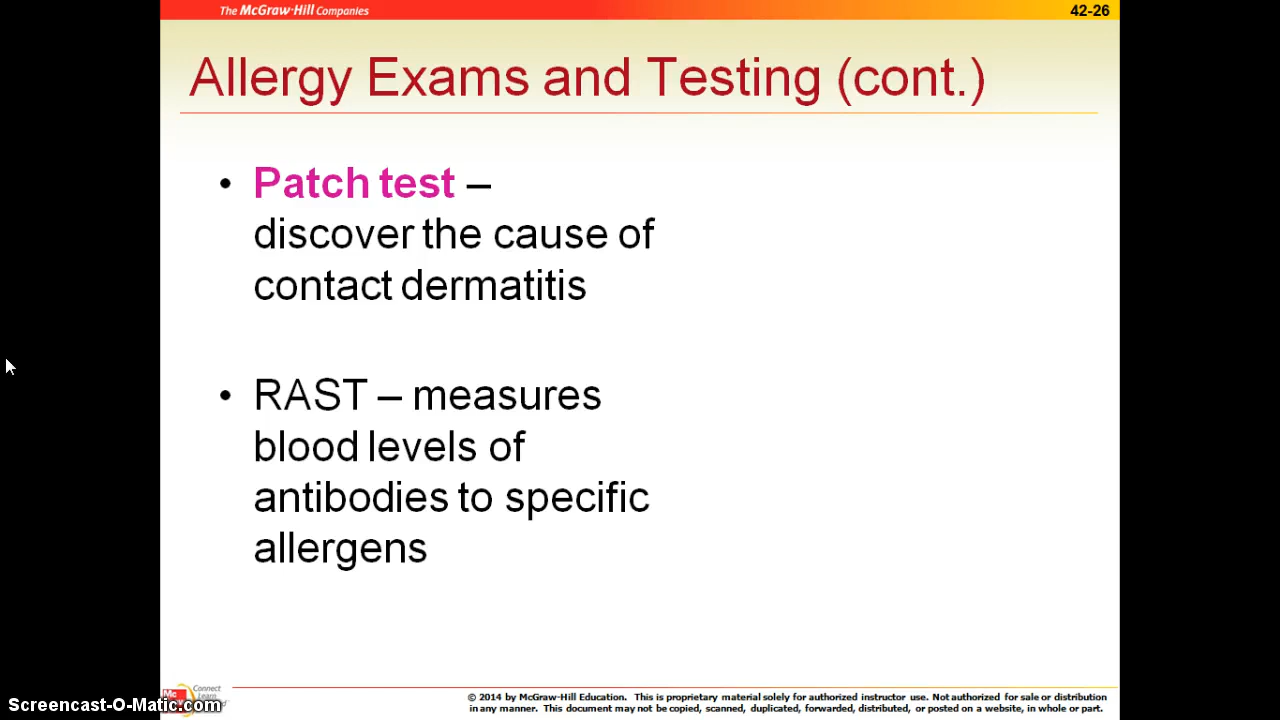 The McGraw-Hill Companies
42-26
Allergy Exams and Testing (cont.)
• Patch test –
discover the cause of
contact dermatitis
• RAST – measures
blood levels of
antibodies to specific
allergens
Connect
Learn
© 2014 by McGraw-Hill Education. This is proprietary material solely for authorized instructor use. Not authorized for sale or distribution
in any manner. This document may not be copied, scanned, duplicated, forwarded, distributed, or posted on a website, in whole or part.
Screencast-O-Matic.com